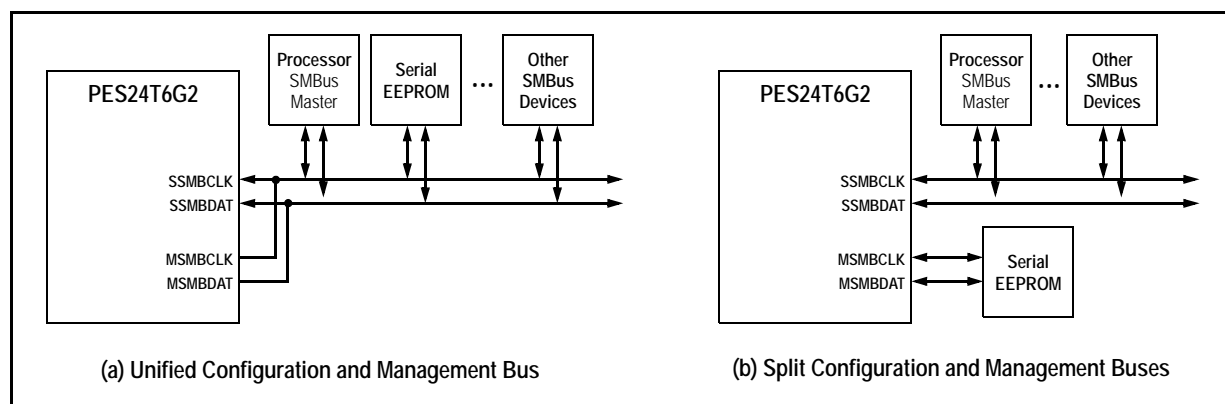 PES24T6G2
Processor
SMBus
Master
Serial
EEPROM
...
Other
SMBus
Devices
SSMBCLK
SSMBDAT
MSMBCLK
MSMBDAT
(a) Unified Configuration and Management Bus
PES24T6G2
Processor
SMBus
Master
...
Other
SMBus
Devices
SSMBCLK
SSMBDAT
MSMBCLK
MSMBDAT
Serial
EEPROM
(b) Split Configuration and Management Buses